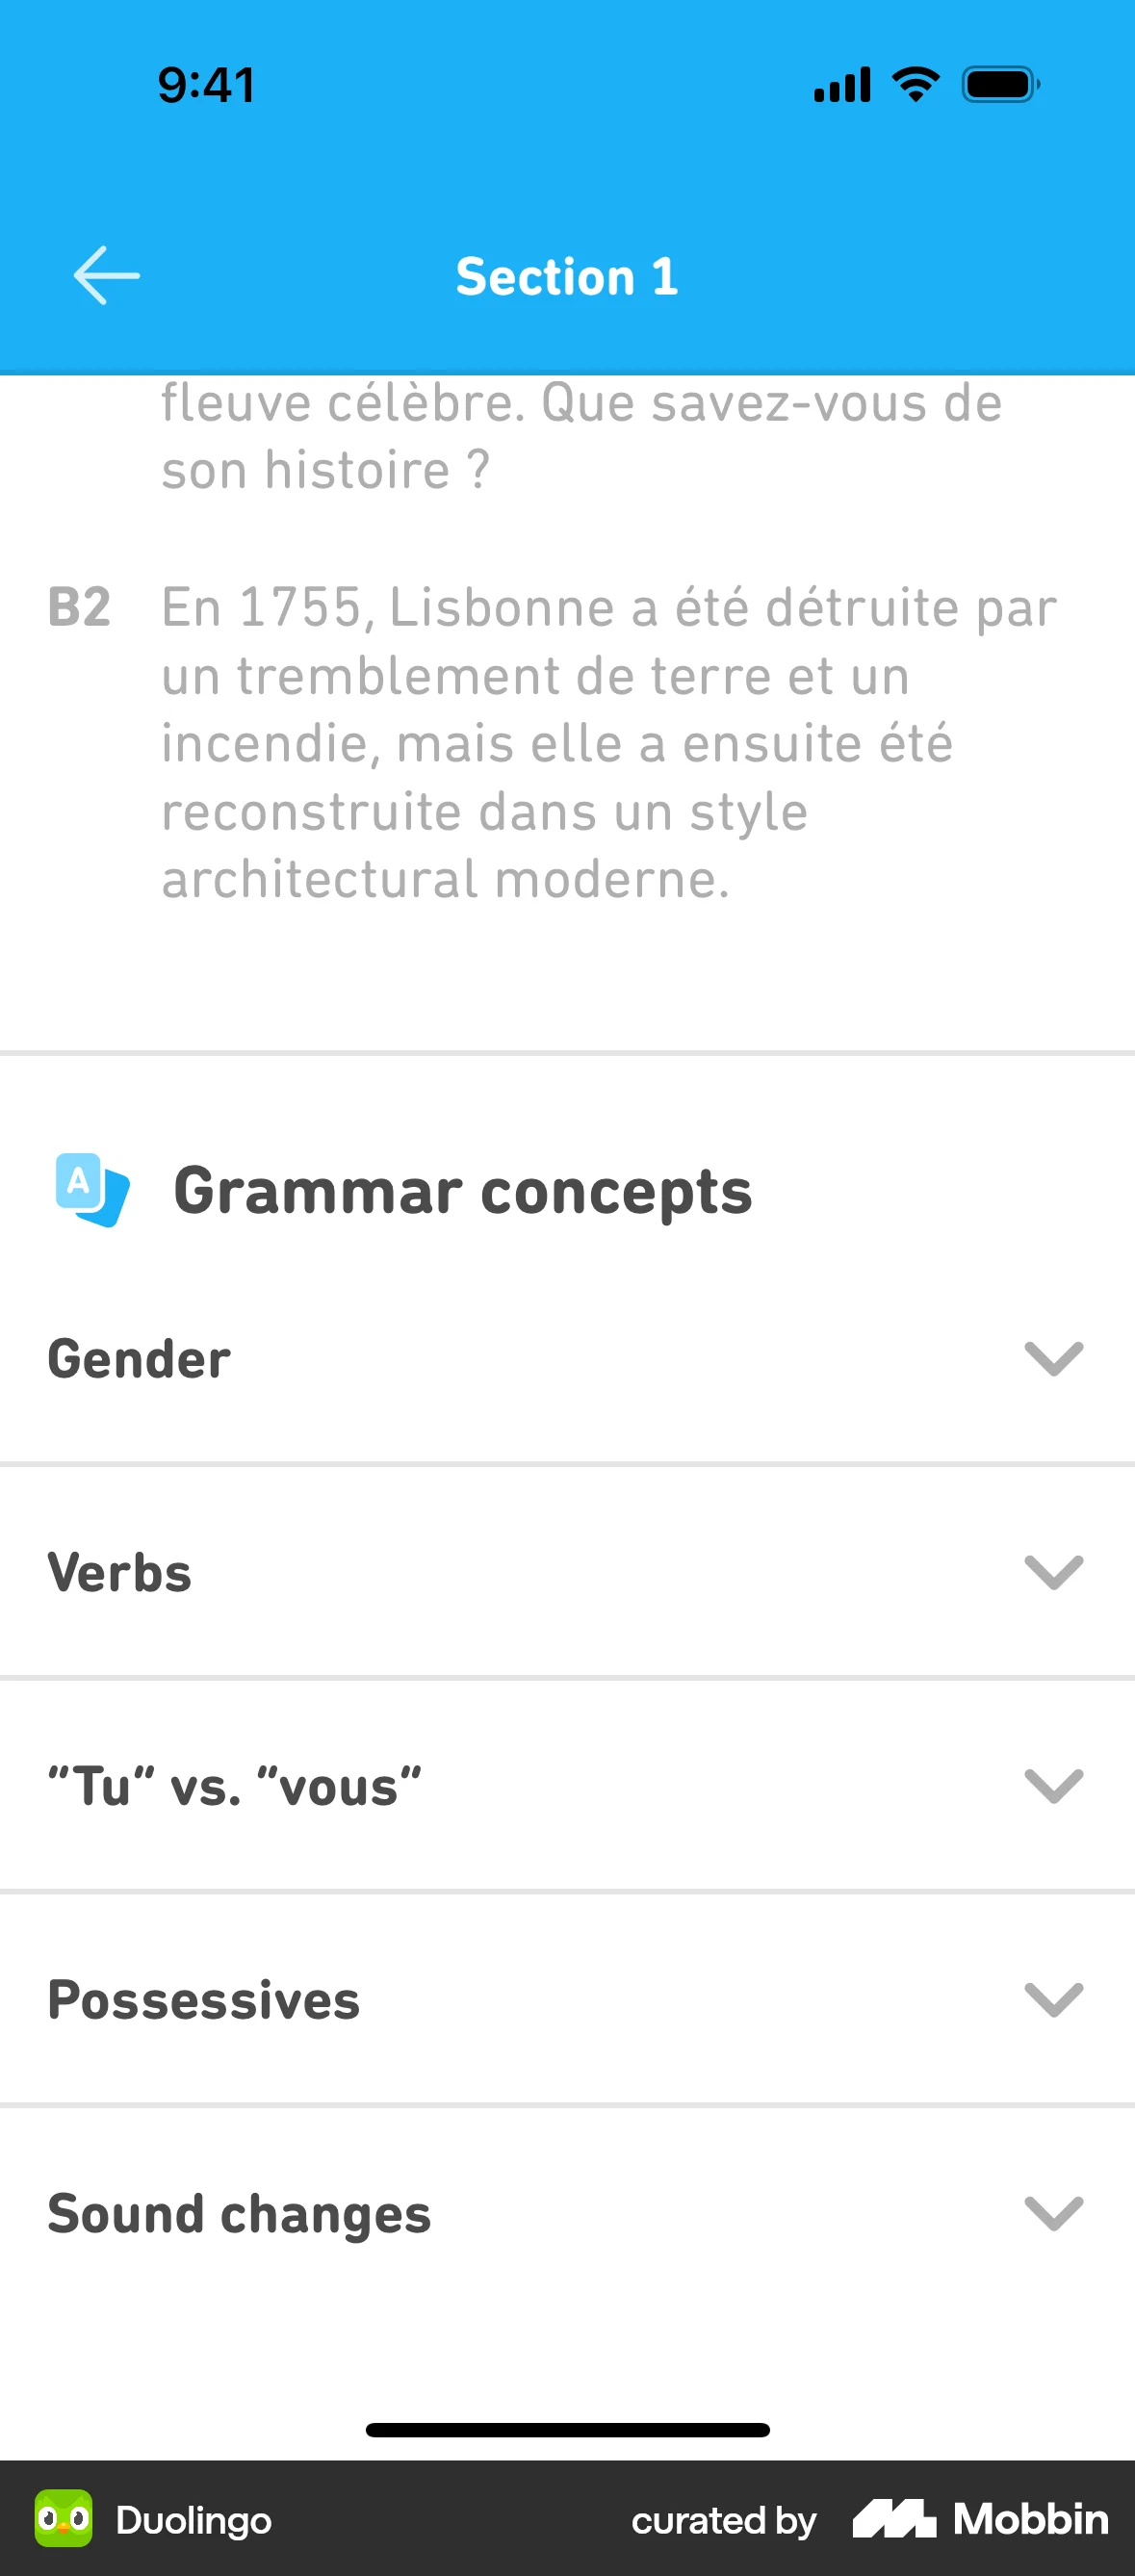 9:41
Section 1
fleuve célèbre. Que savez-vous de
son histoire ?
B2 En 1755, Lisbonne a été détruite par
un tremblement de terre et un
incendie, mais elle a ensuite été
reconstruite dans un style
architectural moderne.
A Grammar concepts
Gender
Verbs
"Tu" vs. "vous"
Possessives
Sound changes
Duolingo curated by Mobbin